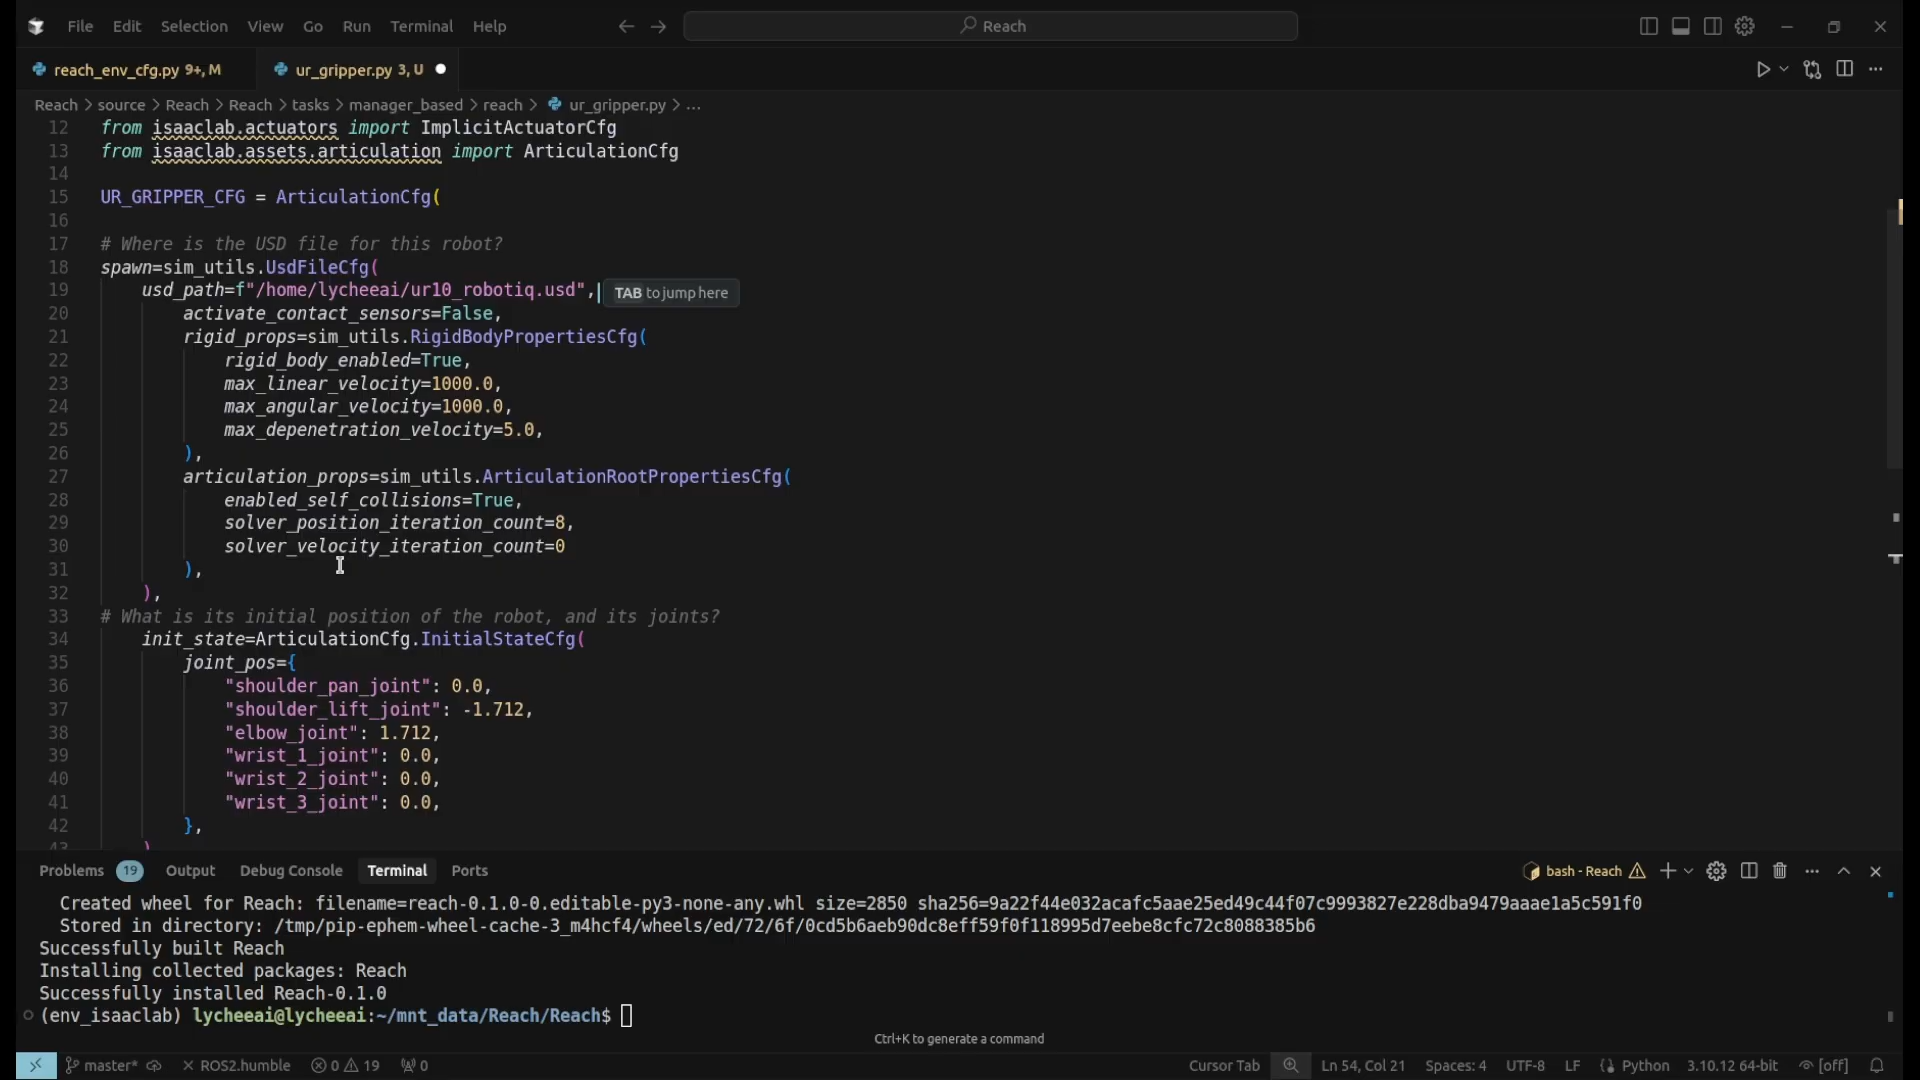 File Edit Selection View Go Run Terminal Help Reach
reach_env_cfg.py 9+, M ur_gripper.py 3, U
Reach > source > Reach > Reach > tasks > manager_based > reach > ur_gripper.py > ...
12 from isaaclab.actuators import ImplicitActuatorCfg
13 from isaaclab.assets.articulation import ArticulationCfg
14
15 UR_GRIPPER_CFG = ArticulationCfg(
16
17 # Where is the USD file for this robot?
18 spawn=sim_utils.UsdFileCfg(
19 usd_path=f"/home/lycheeai/ur10_robotiq.usd", TAB to jump here
20 activate_contact_sensors=False,
21 rigid_props=sim_utils.RigidBodyPropertiesCfg(
22 rigid_body_enabled=True,
23 max_linear_velocity=1000.0,
24 max_angular_velocity=1000.0,
25 max_depenetration_velocity=5.0,
26 ),
27 articulation_props=sim_utils.ArticulationRootPropertiesCfg(
28 enabled_self_collisions=True,
29 solver_position_iteration_count=8,
30 solver_velocity_iteration_count=0
31 ),
32 ),
33 # What is its initial position of the robot, and its joints?
34 init_state=ArticulationCfg.InitialStateCfg(
35 joint_pos={
36 "shoulder_pan_joint": 0.0,
37 "shoulder_lift_joint": -1.712,
38 "elbow_joint": 1.712,
39 "wrist_1_joint": 0.0,
40 "wrist_2_joint": 0.0,
41 "wrist_3_joint": 0.0,
42 },
43 )
Problems 19 Output Debug Console Terminal Ports bash - Reach
Created wheel for Reach: filename=reach-0.1.0-0.editable-py3-none-any.whl size=2850 sha256=9a22f44e032acafc5aae25ed49c44f07c9993827e228dba9479aaae1a5c591f0
Stored in directory: /tmp/pip-ephem-wheel-cache-3_m4hcf4/wheels/ed/72/6f/0cd5b6aeb90dc8eff59f0f118995d7eebe8cfc72c8088385b6
Successfully built Reach
Installing collected packages: Reach
Successfully installed Reach-0.1.0
(env_isaaclab) lycheeai@lycheeai:~/mnt_data/Reach/Reach$
Ctrl+K to generate a command
master* ROS2.humble 0 19 0 Cursor Tab Ln 54, Col 21 Spaces: 4 UTF-8 LF Python 3.10.12 64-bit [off]